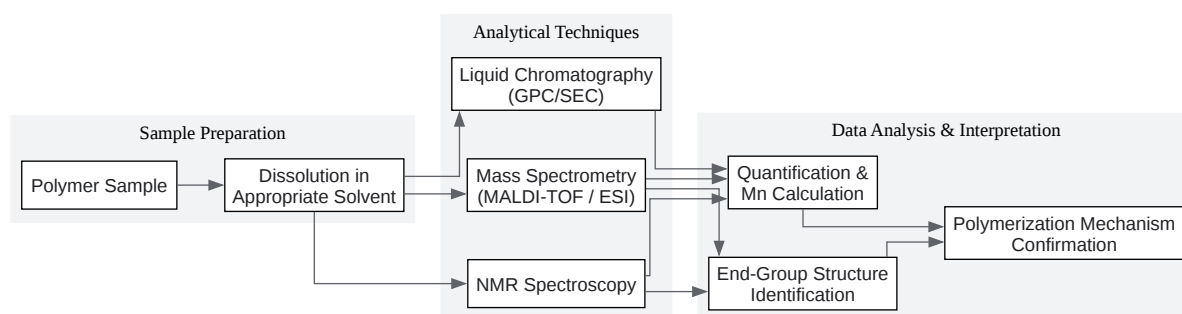 Sample Preparation
Polymer Sample
Dissolution in
Appropriate Solvent
Analytical Techniques
Liquid Chromatography
(GPC/SEC)
Mass Spectrometry
(MALDI-TOF / ESI)
NMR Spectroscopy
Data Analysis & Interpretation
Quantification &
Mn Calculation
End-Group Structure
Identification
Polymerization Mechanism
Confirmation